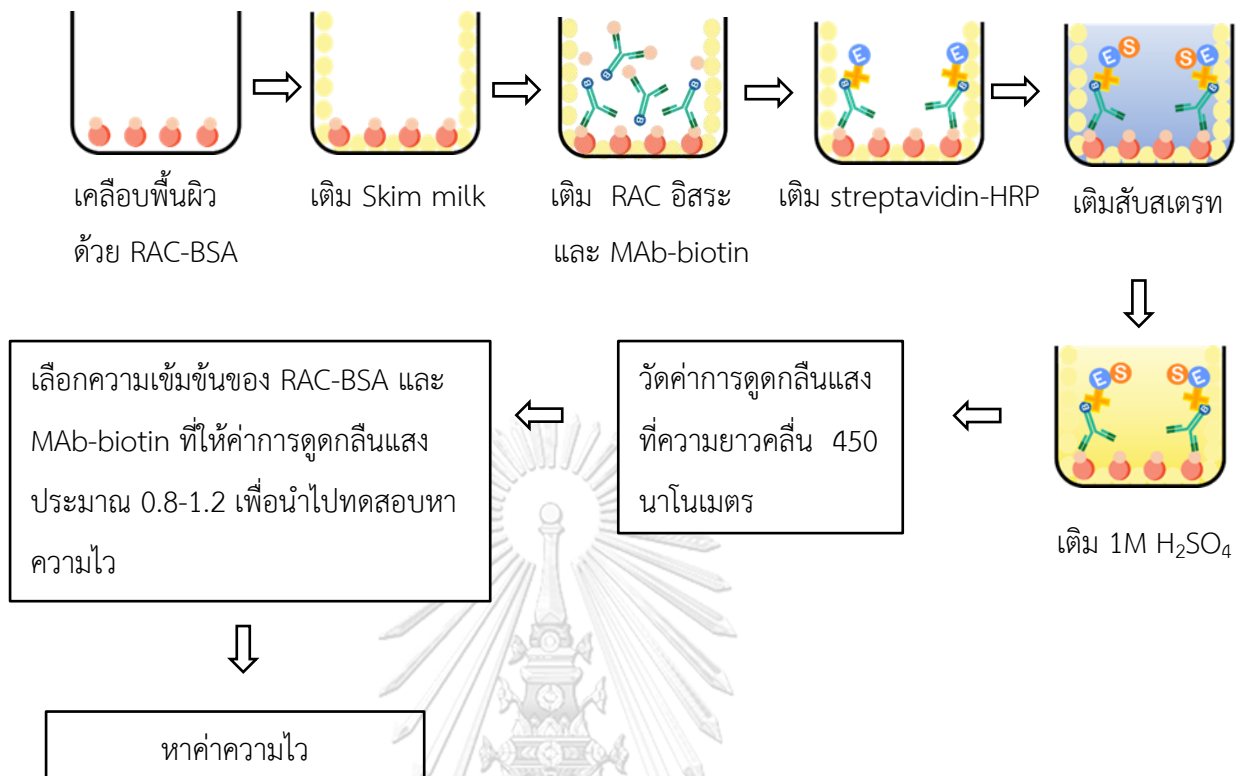 เคลือบพื้นผิว
ด้วย RAC-BSA
เติม Skim milk
เติม RAC อิสระ
และ MAb-biotin
เติม streptavidin-HRP
เติมสับสเตรท
B
B
B
B
E
B
E
B
E
S
B
S
E
B
E
S
B
S
E
B
เติม 1M H₂SO₄
วัดค่าการดูดกลืนแสง
ที่ความยาวคลื่น 450
นาโนเมตร
เลือกความเข้มข้นของ RAC-BSA และ
MAb-biotin ที่ให้ค่าการดูดกลืนแสง
ประมาณ 0.8-1.2 เพื่อนำไปทดสอบหา
ความไว
หาค่าความไว